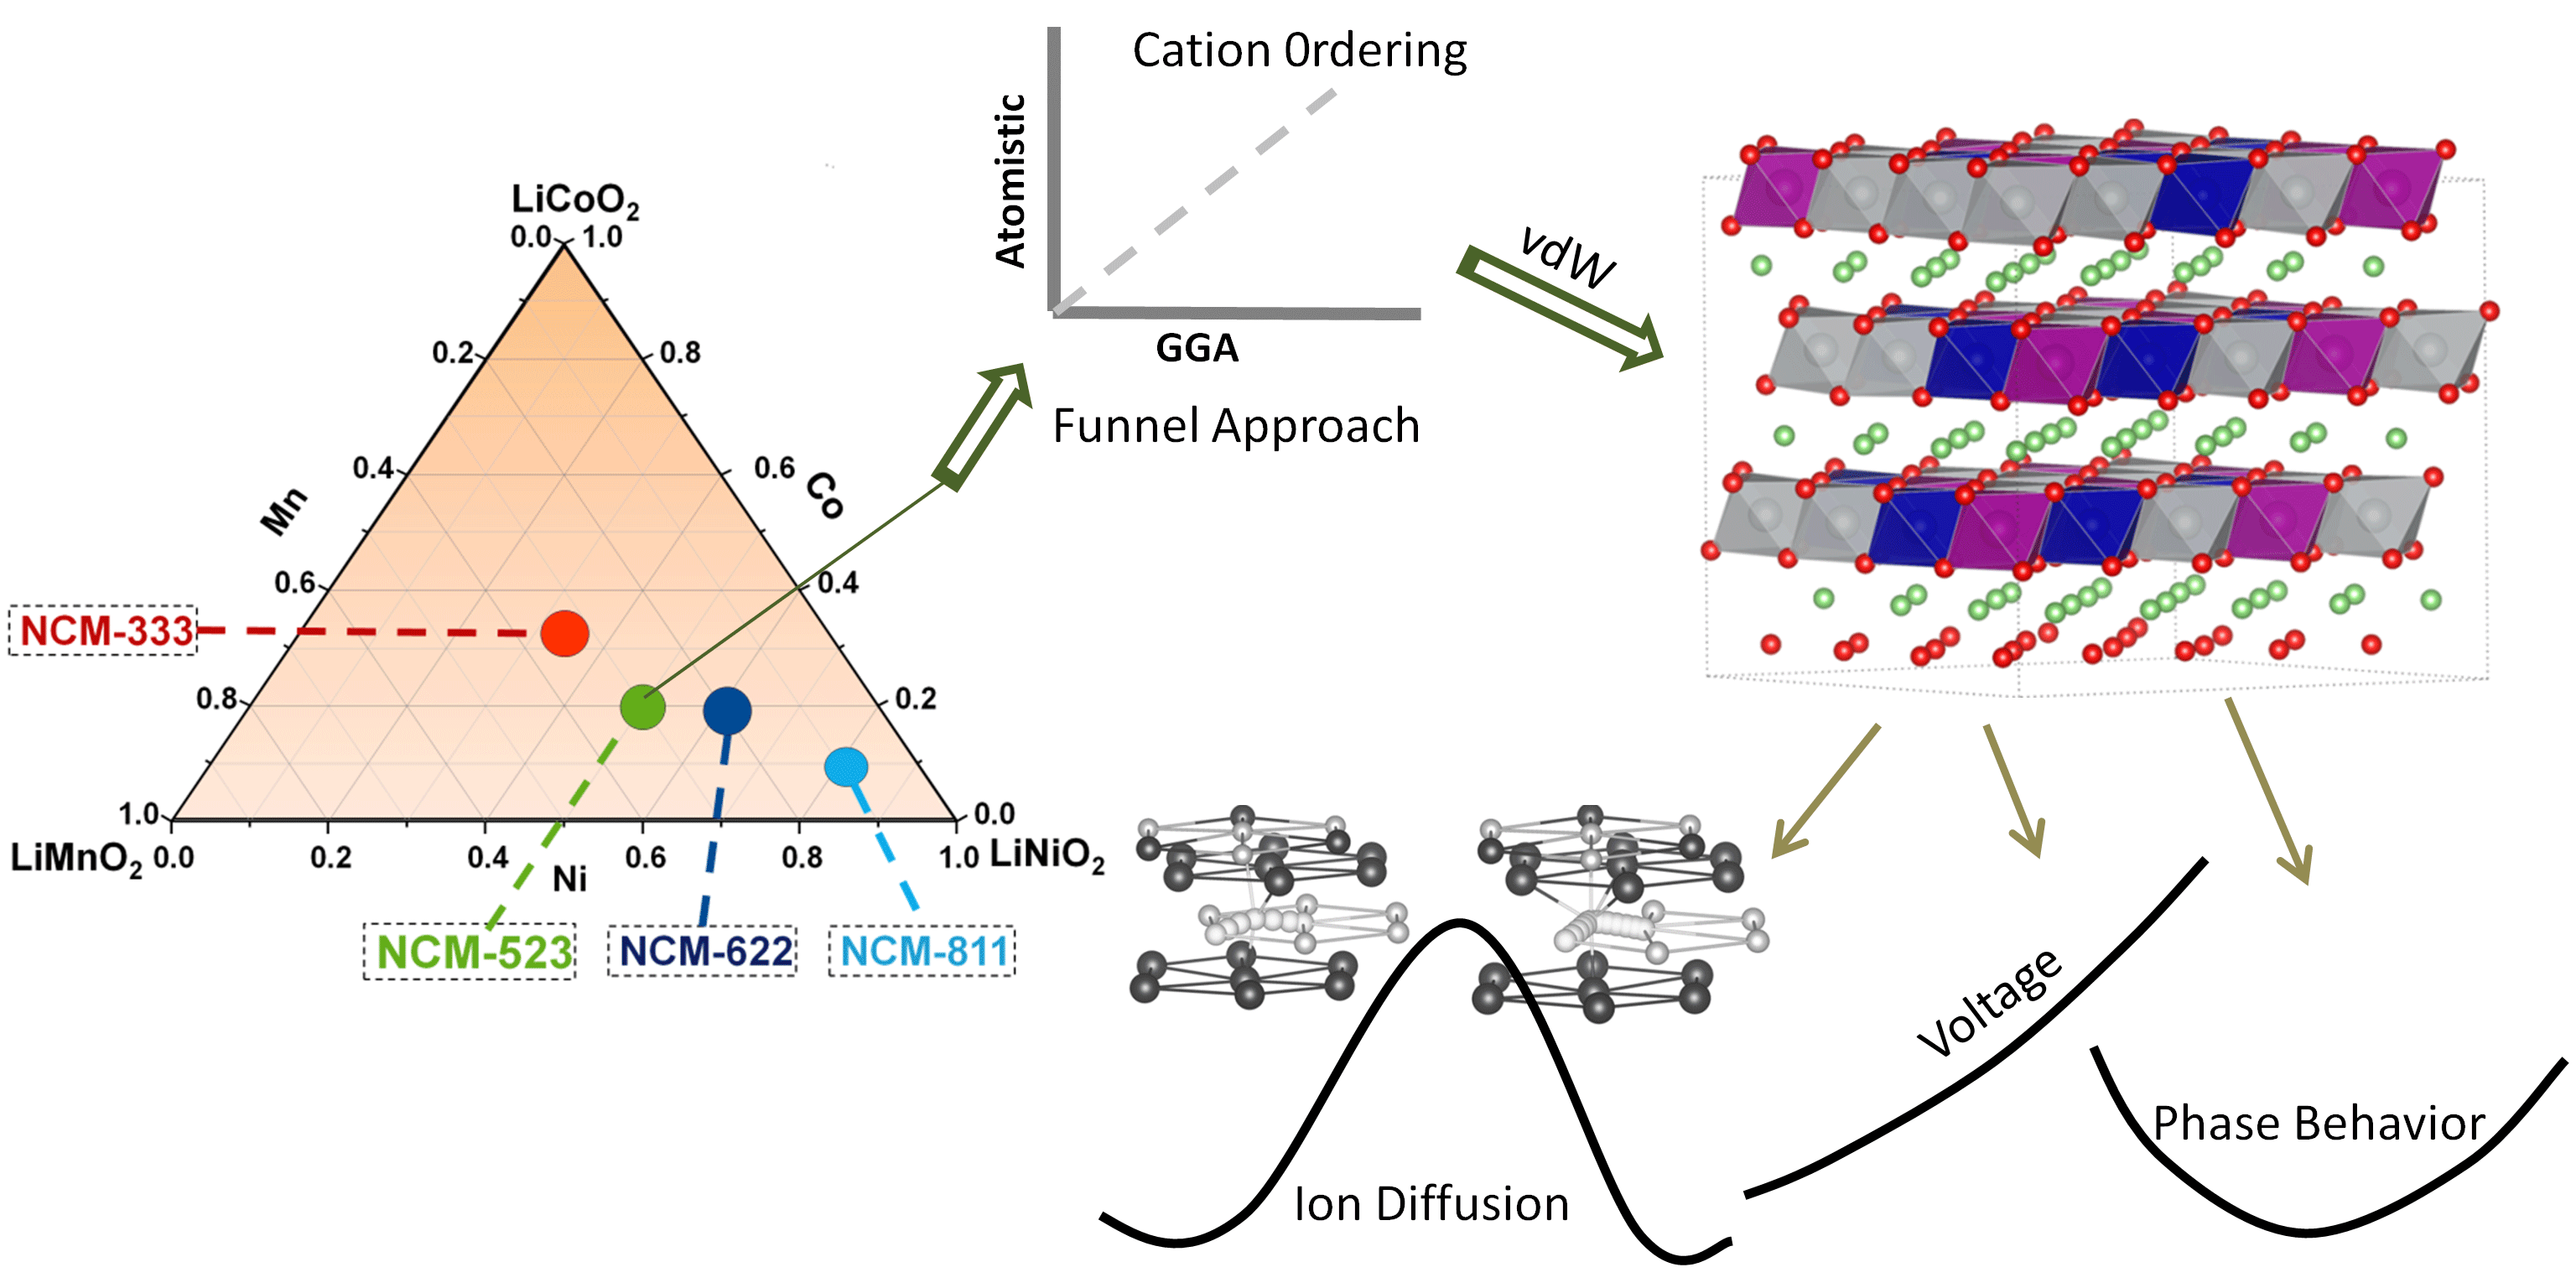 Cation 0rdering
Atomistic
GGA
Funnel Approach
vdW
LiCoO₂
0.0 1.0
0.2 0.8
0.4 0.6
Mn Co
0.6 0.4
NCM-333
0.8 0.2
1.0 0.0
LiMnO₂ 0.0 0.2 0.4 0.6 0.8 1.0 LiNiO₂
Ni
NCM-523 NCM-622 NCM-811
Ion Diffusion
Voltage
Phase Behavior